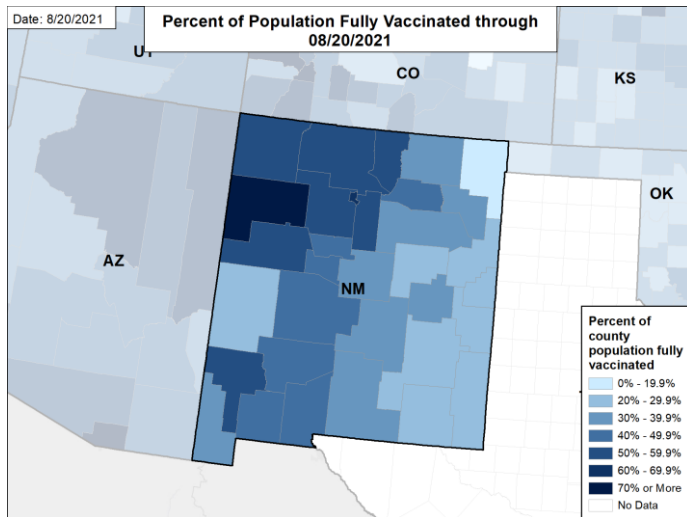 Date: 8/20/2021
Percent of Population Fully Vaccinated through
08/20/2021
UT
CO
KS
OK
AZ
NM
Percent of
county
population fully
vaccinated
0% - 19.9%
20% - 29.9%
30% - 39.9%
40% - 49.9%
50% - 59.9%
60% - 69.9%
70% or More
No Data